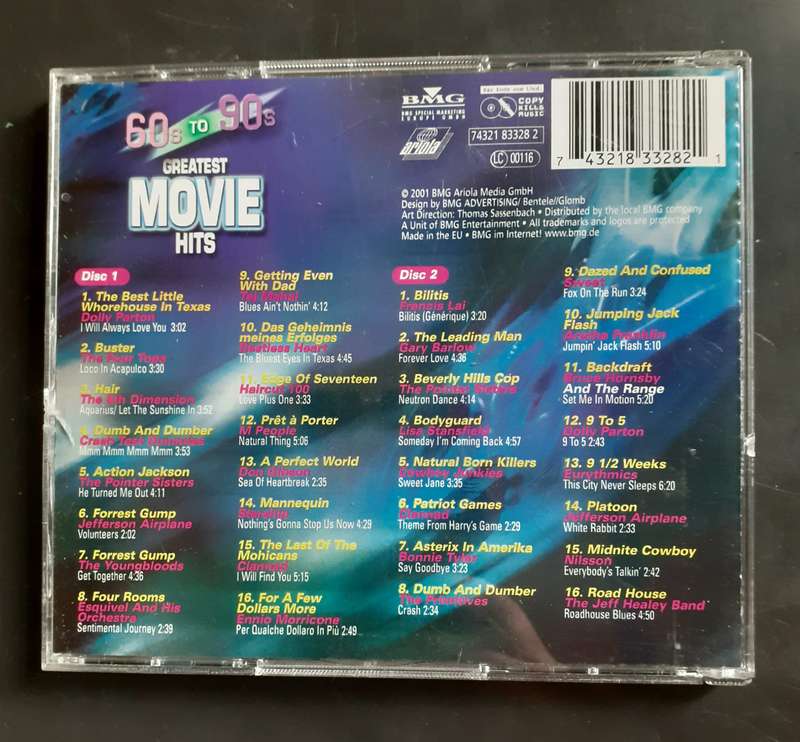 60s TO 90s
GREATEST
MOVIE
HITS
BMG
BMG SPECIAL MARKETING
EUROPE GMBH
ariola
COPY
KILLS
MUSIC
74321 83328 2
LC 00116
7 43218 33282 1
© 2001 BMG Ariola Media GmbH
Design by BMG ADVERTISING/ Bentele//Glomb
Art Direction: Thomas Sassenbach • Distributed by the local BMG company
A Unit of BMG Entertainment • All trademarks and logos are protected
Made in the EU • BMG im Internet! www.bmg.de
Disc 1
1. The Best Little
Whorehouse In Texas
Dolly Parton
I Will Always Love You 3:02
2. Buster
The Four Tops
Loco In Acapulco 3:30
3. Hair
The 5th Dimension
Aquarius/ Let The Sunshine In 3:52
4. Dumb And Dumber
Crash Test Dummies
Mmm Mmm Mmm Mmm 3:53
5. Action Jackson
The Pointer Sisters
He Turned Me Out 4:11
6. Forrest Gump
Jefferson Airplane
Volunteers 2:02
7. Forrest Gump
The Youngbloods
Get Together 4:36
8. Four Rooms
Esquivel And His
Orchestra
Sentimental Journey 2:39
9. Getting Even
With Dad
Taj Mahal
Blues Ain't Nothin' 4:12
10. Das Geheimnis
meines Erfolges
Restless Heart
The Bluest Eyes In Texas 4:45
11. Edge Of Seventeen
Haircut 100
Love Plus One 3:33
12. Prêt à Porter
M People
Natural Thing 5:06
13. A Perfect World
Don Gibson
Sea Of Heartbreak 2:35
14. Mannequin
Starship
Nothing's Gonna Stop Us Now 4:28
15. The Last Of The
Mohicans
Clannad
I Will Find You 5:15
16. For A Few
Dollars More
Ennio Morricone
Per Qualche Dollaro In Più 2:49
Disc 2
1. Bilitis
Francis Lai
Bilitis (Générique) 3:20
2. The Leading Man
Gary Barlow
Forever Love 4:36
3. Beverly Hills Cop
The Pointer Sisters
Neutron Dance 4:14
4. Bodyguard
Lisa Stansfield
Someday I'm Coming Back 4:57
5. Natural Born Killers
Cowboy Junkies
Sweet Jane 3:35
6. Patriot Games
Clannad
Theme From Harry's Game 2:29
7. Asterix In Amerika
Bonnie Tyler
Say Goodbye 3:23
8. Dumb And Dumber
The Primitives
Crash 2:34
9. Dazed And Confused
Sweet
Fox On The Run 3:24
10. Jumping Jack
Flash
Aretha Franklin
Jumpin' Jack Flash 5:10
11. Backdraft
Bruce Hornsby
And The Range
Set Me In Motion 5:20
12. 9 To 5
Dolly Parton
9 To 5 2:43
13. 9 1/2 Weeks
Eurythmics
This City Never Sleeps 6:20
14. Platoon
Jefferson Airplane
White Rabbit 2:33
15. Midnite Cowboy
Nilsson
Everybody's Talkin' 2:42
16. Road House
The Jeff Healey Band
Roadhouse Blues 4:50